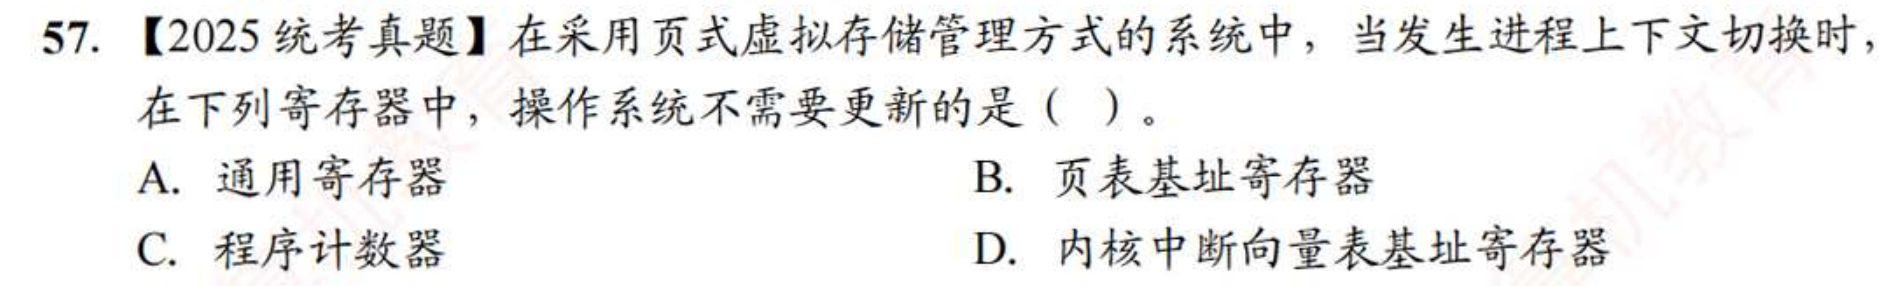 57. 【2025统考真题】在采用页式虚拟存储管理方式的系统中，当发生进程上下文切换时，
在下列寄存器中，操作系统不需要更新的是（ ）。
A. 通用寄存器 B. 页表基址寄存器
C. 程序计数器 D. 内核中断向量表基址寄存器